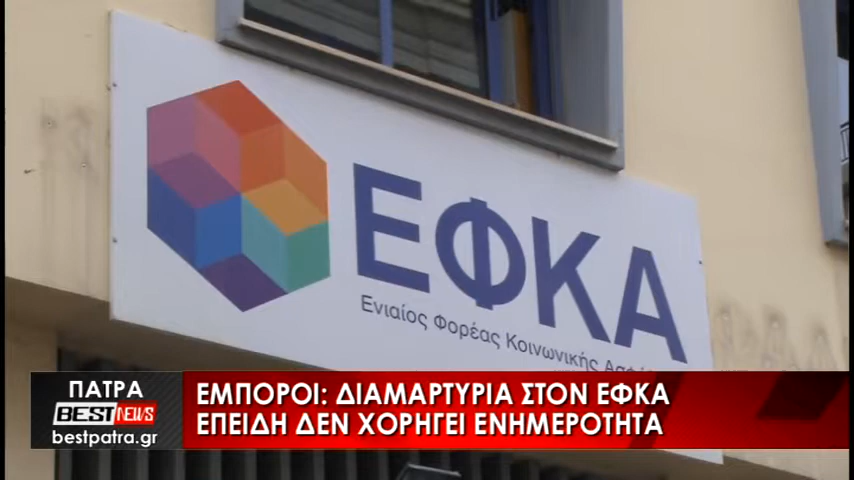 ΕΦΚΑ
Ενιαίος Φορέας Κοινωνικής
ΠΑΤΡΑ
BEST NEWS
bestpatra.gr
ΕΜΠΟΡΟΙ: ΔΙΑΜΑΡΤΥΡΙΑ ΣΤΟΝ ΕΦΚΑ
ΕΠΕΙΔΗ ΔΕΝ ΧΟΡΗΓΕΙ ΕΝΗΜΕΡΟΤΗΤΑ